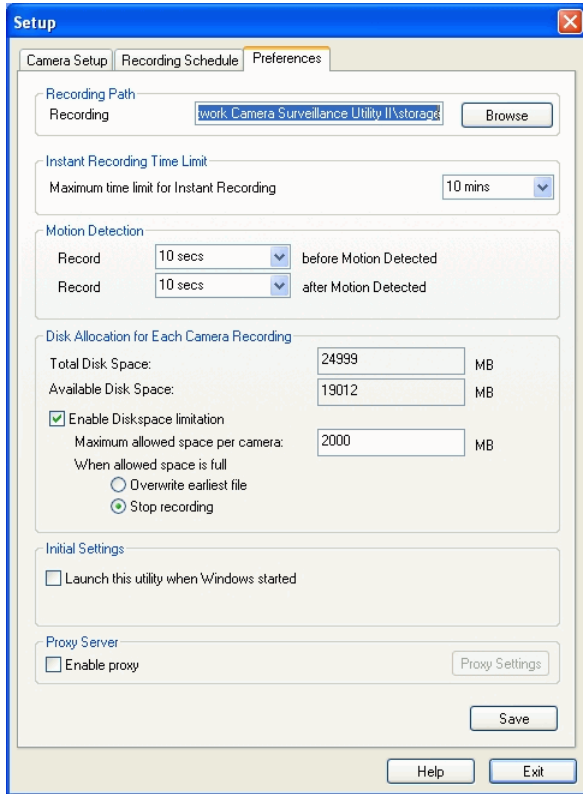 Setup
Camera Setup Recording Schedule Preferences
Recording Path
Recording work Camera Surveillance Utility II\storage Browse
Instant Recording Time Limit
Maximum time limit for Instant Recording 10 mins
Motion Detection
Record 10 secs before Motion Detected
Record 10 secs after Motion Detected
Disk Allocation for Each Camera Recording
Total Disk Space: 24999 MB
Available Disk Space: 19012 MB
Enable Diskspace limitation
Maximum allowed space per camera: 2000 MB
When allowed space is full
Overwrite earliest file
Stop recording
Initial Settings
Launch this utility when Windows started
Proxy Server
Enable proxy Proxy Settings
Save
Help Exit